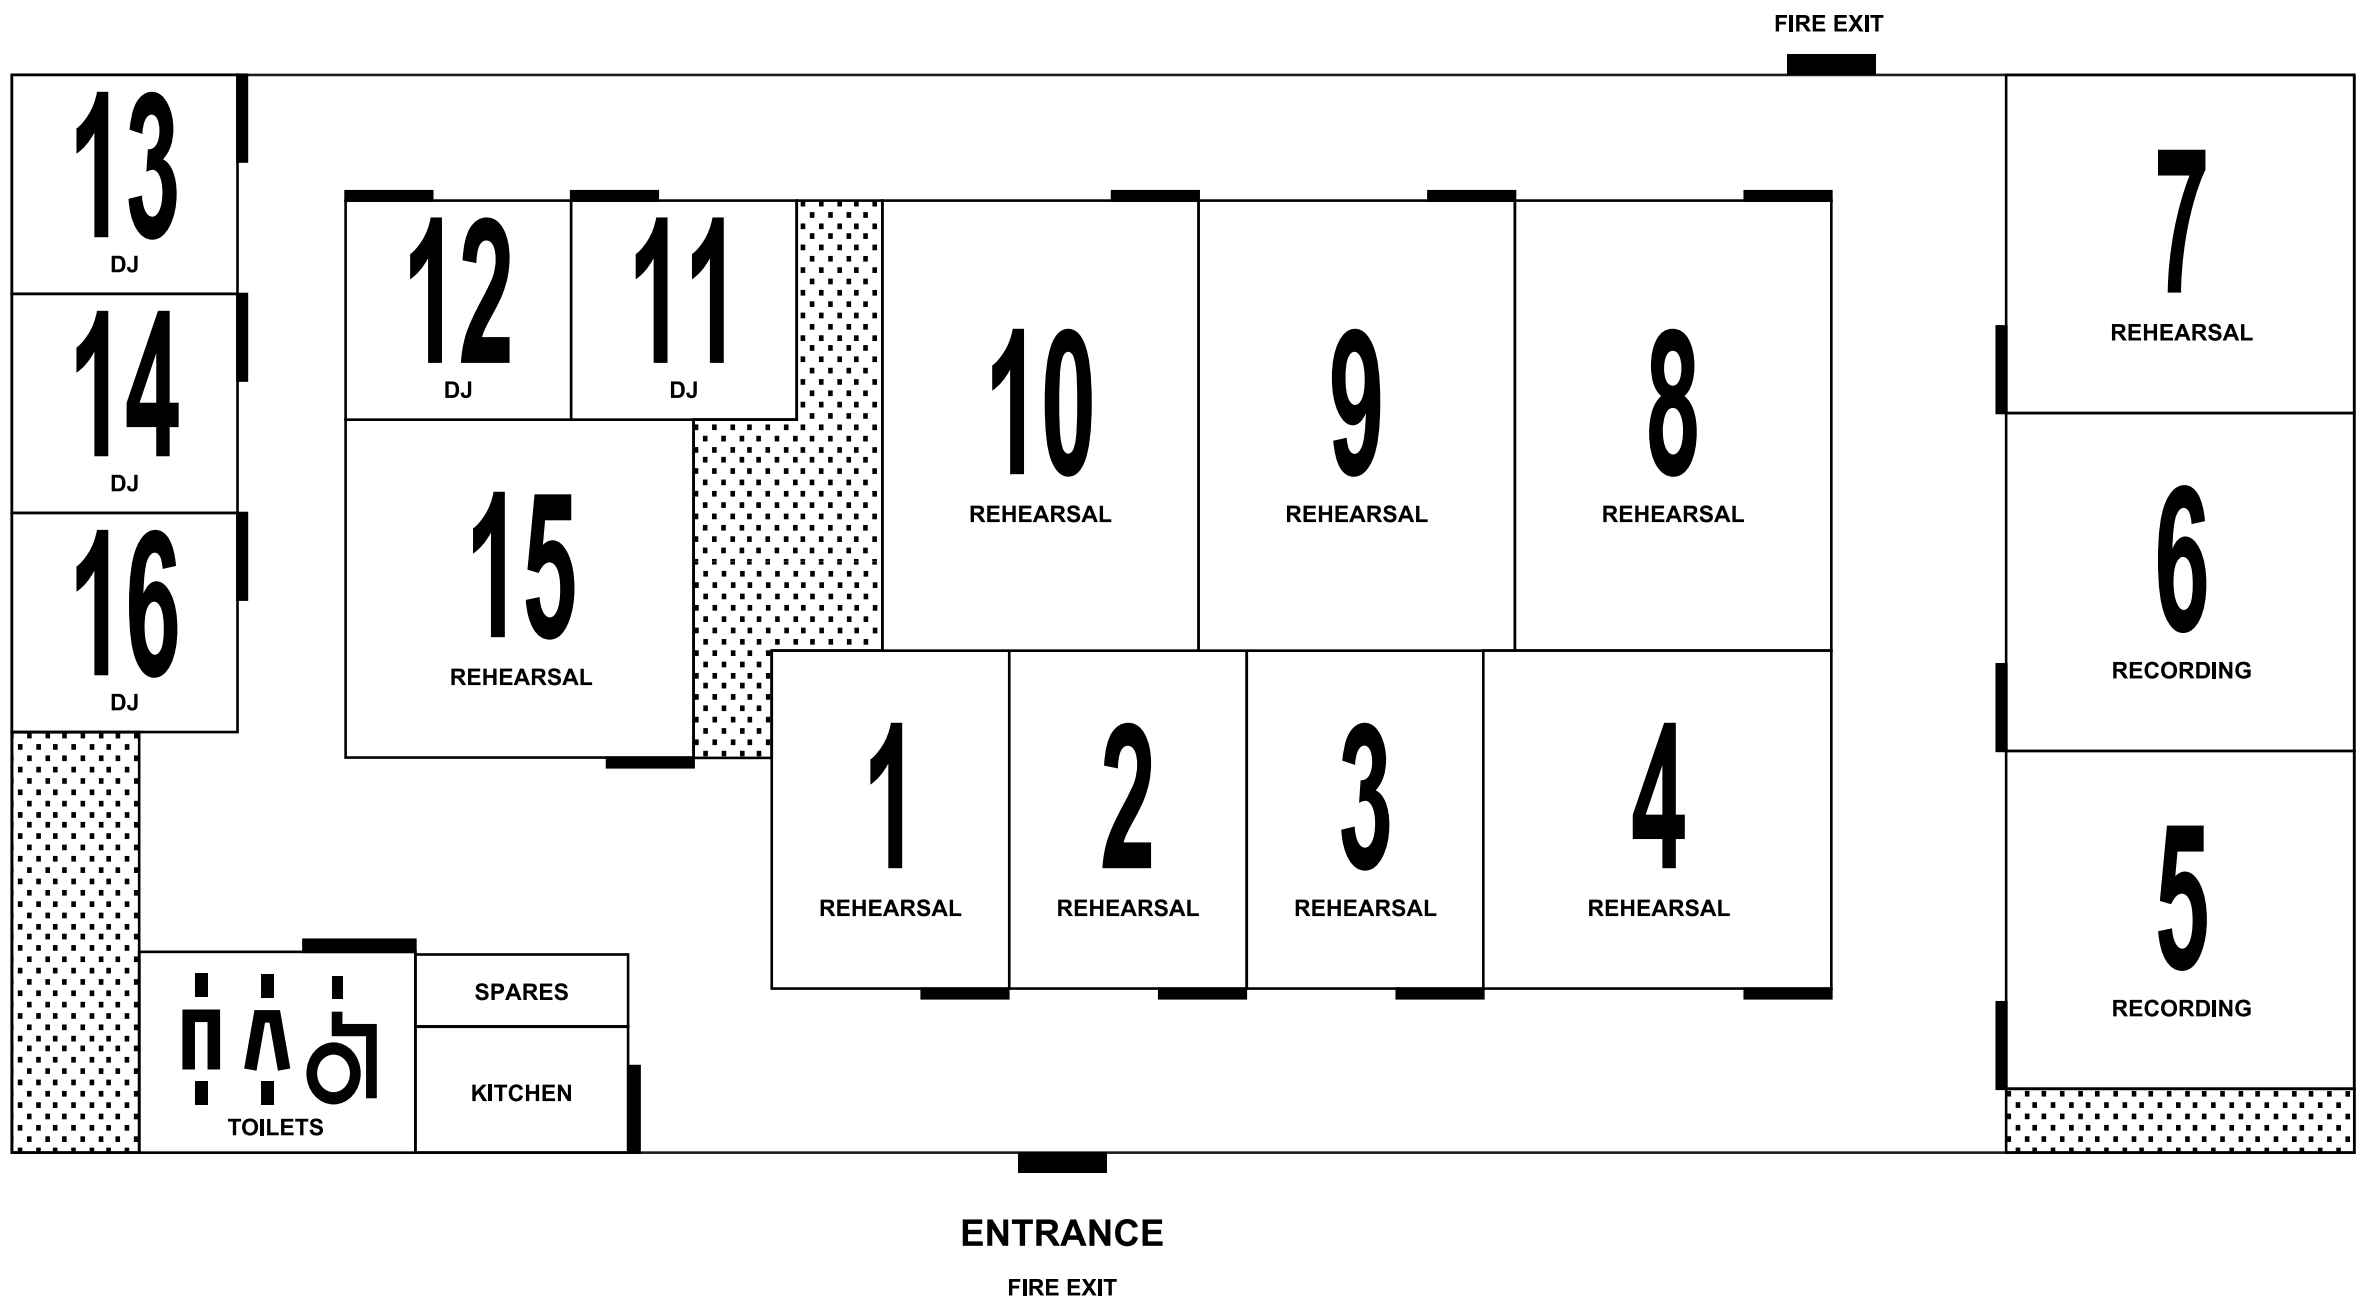 FIRE EXIT
13
DJ
14
DJ
16
DJ
12
DJ
11
DJ
15
REHEARSAL
10
REHEARSAL
9
REHEARSAL
8
REHEARSAL
7
REHEARSAL
6
RECORDING
5
RECORDING
1
REHEARSAL
2
REHEARSAL
3
REHEARSAL
4
REHEARSAL
TOILETS
SPARES
KITCHEN
ENTRANCE
FIRE EXIT